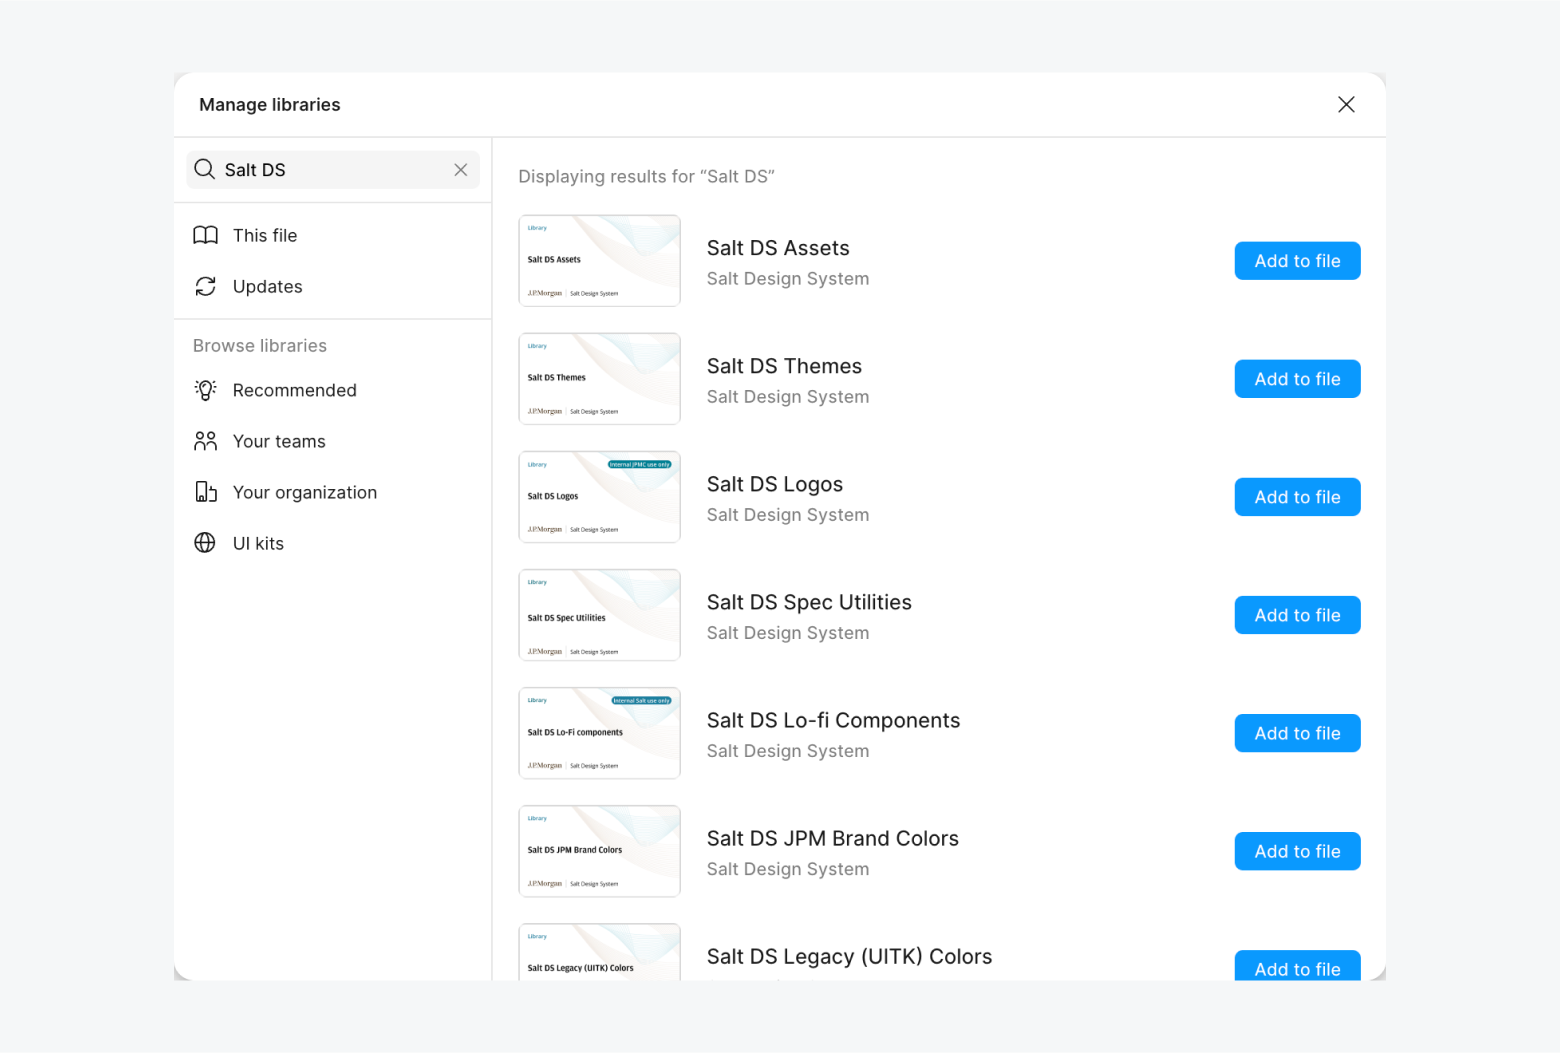 Manage libraries
Salt DS
This file
Updates
Browse libraries
Recommended
Your teams
Your organization
UI kits
Displaying results for “Salt DS”
Library
Salt DS Assets
J.P.Morgan | Salt Design System
Salt DS Assets
Salt Design System
Add to file
Library
Salt DS Themes
J.P.Morgan | Salt Design System
Salt DS Themes
Salt Design System
Add to file
Library
Internal JPMC use only
Salt DS Logos
J.P.Morgan | Salt Design System
Salt DS Logos
Salt Design System
Add to file
Library
Salt DS Spec Utilities
J.P.Morgan | Salt Design System
Salt DS Spec Utilities
Salt Design System
Add to file
Library
Internal Salt use only
Salt DS Lo-Fi components
J.P.Morgan | Salt Design System
Salt DS Lo-fi Components
Salt Design System
Add to file
Library
Salt DS JPM Brand Colors
J.P.Morgan | Salt Design System
Salt DS JPM Brand Colors
Salt Design System
Add to file
Library
Salt DS Legacy (UITK) Colors
Salt DS Legacy (UITK) Colors
Add to file